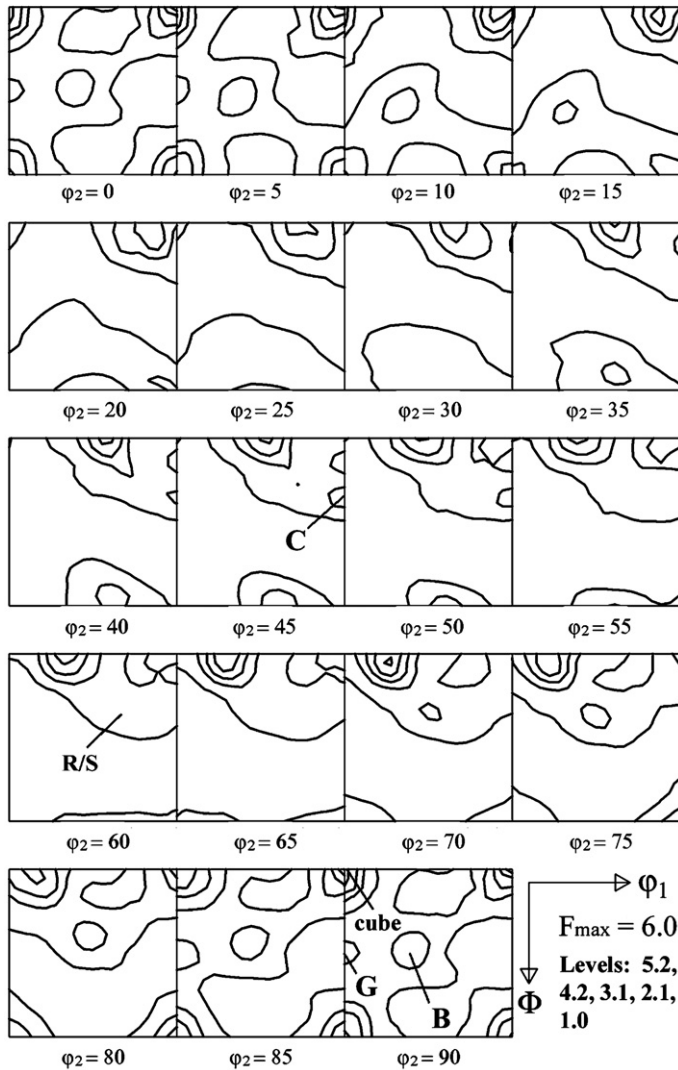 φ₂ = 0 φ₂ = 5 φ₂ = 10 φ₂ = 15
φ₂ = 20 φ₂ = 25 φ₂ = 30 φ₂ = 35
C
φ₂ = 40 φ₂ = 45 φ₂ = 50 φ₂ = 55
R/S
φ₂ = 60 φ₂ = 65 φ₂ = 70 φ₂ = 75
φ₁
cube
Fmax = 6.0
G
B
Levels: 5.2,
4.2, 3.1, 2.1,
1.0
Φ
φ₂ = 80 φ₂ = 85 φ₂ = 90